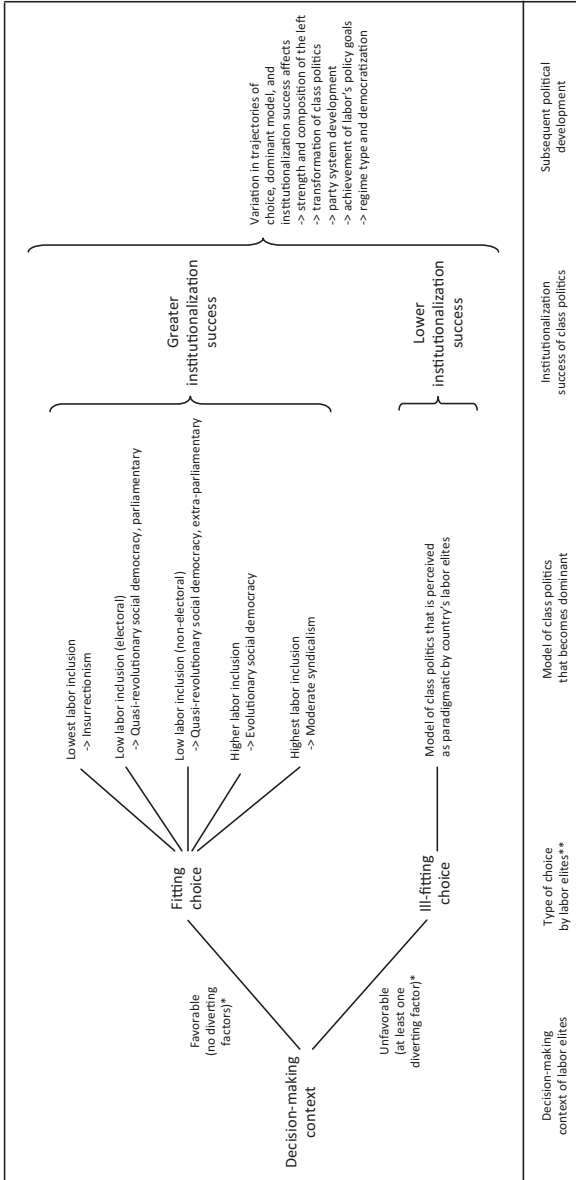 Decision-making
context
Favorable
(no diverting
factors)*
Unfavorable
(at least one
diverting factor)*
Fitting
choice
Ill-fitting
choice
Lowest labor inclusion
-> Insurrectionism
Low labor inclusion (electoral)
-> Quasi-revolutionary social democracy, parliamentary
Low labor inclusion (non-electoral)
-> Quasi-revolutionary social democracy, extra-parliamentary
Higher labor inclusion
-> Evolutionary social democracy
Highest labor inclusion
-> Moderate syndicalism
Model of class politics that is perceived
as paradigmatic by country's labor elites
Greater
institutionalization
success
Lower
institutionalization
success
Variation in trajectories of
choice, dominant model, and
institutionalization success affects
-> strength and composition of the left
-> transformation of class politics
-> party system development
-> achievement of labor's policy goals
-> regime type and democratization
Decision-making
context of labor elites
Type of choice
by labor elites**
Model of class politics
that becomes dominant
Institutionalization
success of class politics
Subsequent political
development